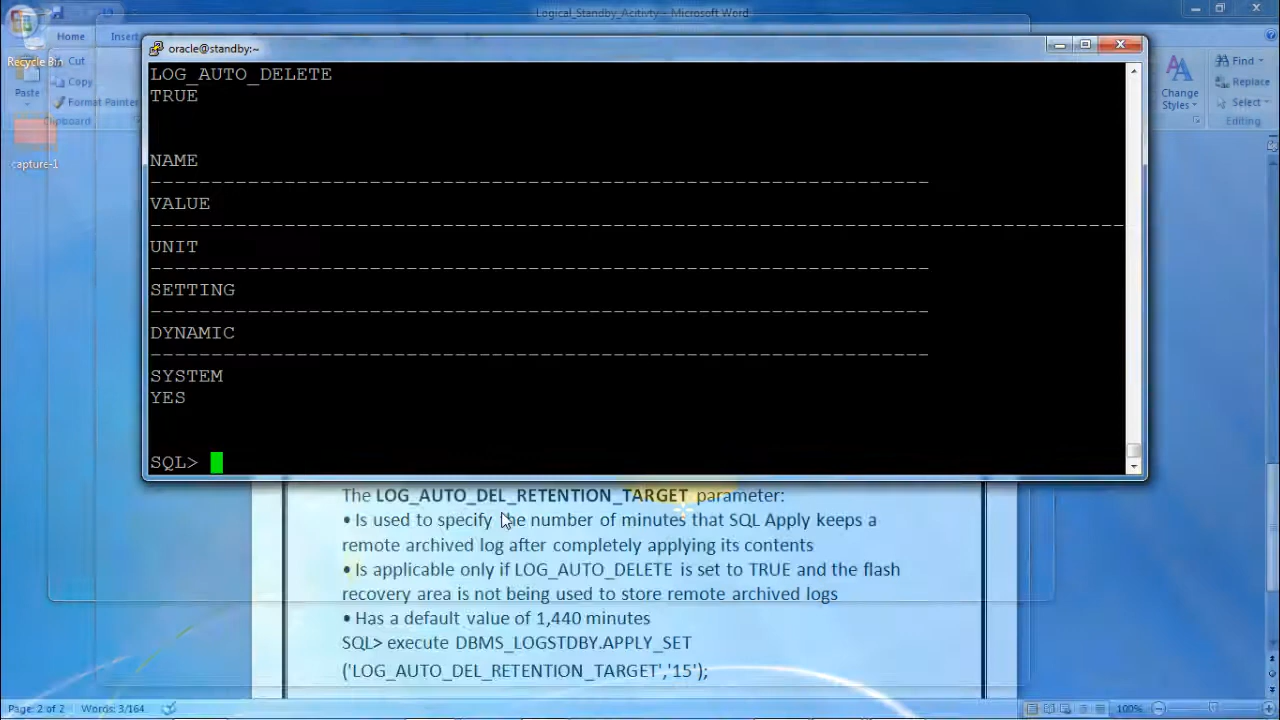 Logical_Standby_Acitivty - Microsoft Word
Home Insert
oracle@standby:~
Recycle Bin
Cut
Copy
Paste
Format Painter
Clipboard
capture-1
Find
Replace
Select
Change
Styles
Editing
LOG_AUTO_DELETE
TRUE
NAME
VALUE
UNIT
SETTING
DYNAMIC
SYSTEM
YES
SQL>
The LOG_AUTO_DEL_RETENTION_TARGET parameter:
• Is used to specify the number of minutes that SQL Apply keeps a
remote archived log after completely applying its contents
• Is applicable only if LOG_AUTO_DELETE is set to TRUE and the flash
recovery area is not being used to store remote archived logs
• Has a default value of 1,440 minutes
SQL> execute DBMS_LOGSTDBY.APPLY_SET
('LOG_AUTO_DEL_RETENTION_TARGET','15');
Page: 2 of 2 Words: 3/164 100%